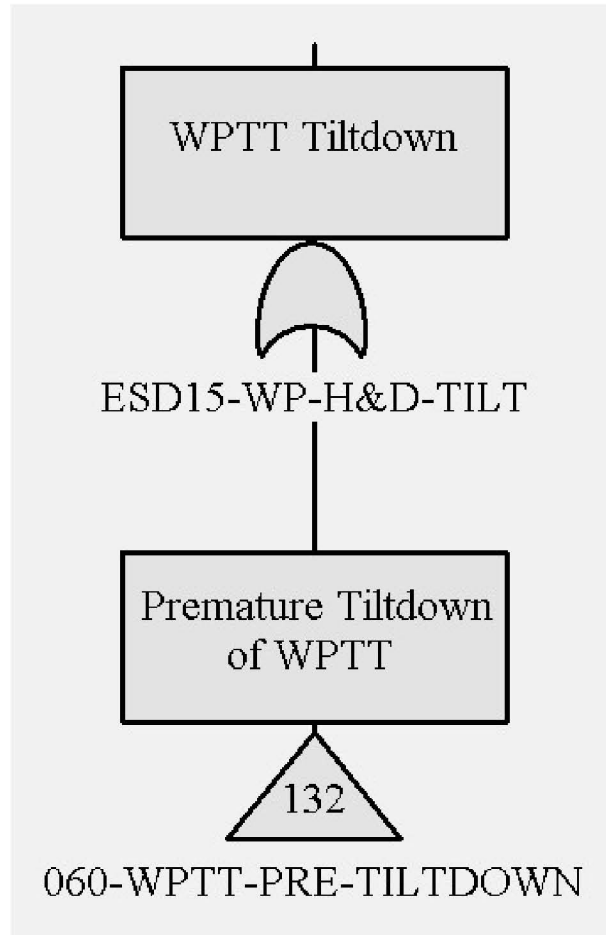 WPTT Tiltdown
ESD15-WP-H&D-TILT
Premature Tiltdown
of WPTT
132
060-WPTT-PRE-TILTDOWN